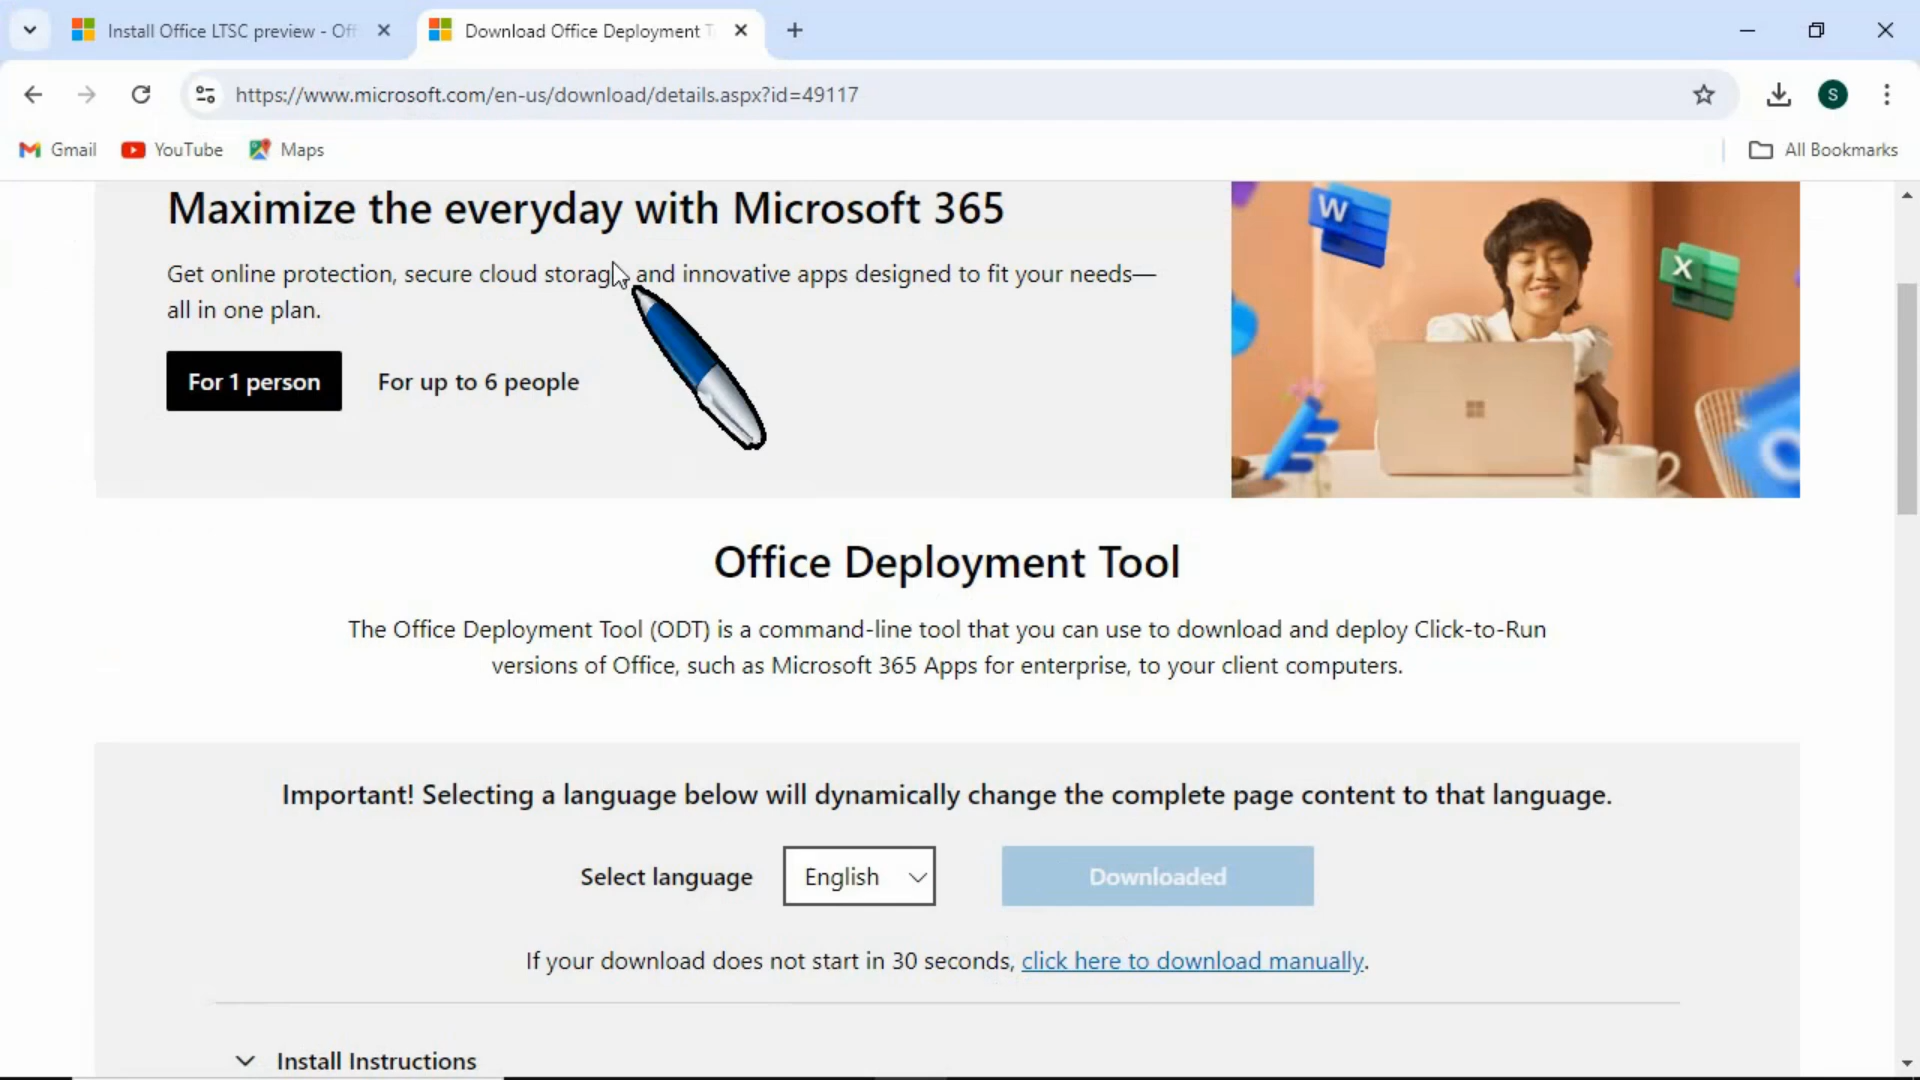 Install Office LTSC preview - Off
Download Office Deployment T
https://www.microsoft.com/en-us/download/details.aspx?id=49117
S
Gmail
YouTube
Maps
All Bookmarks
Maximize the everyday with Microsoft 365
Get online protection, secure cloud storag and innovative apps designed to fit your needs—
all in one plan.
For 1 person
For up to 6 people
W
X
Office Deployment Tool
The Office Deployment Tool (ODT) is a command-line tool that you can use to download and deploy Click-to-Run
versions of Office, such as Microsoft 365 Apps for enterprise, to your client computers.
Important! Selecting a language below will dynamically change the complete page content to that language.
Select language
English
Downloaded
If your download does not start in 30 seconds, click here to download manually.
Install Instructions